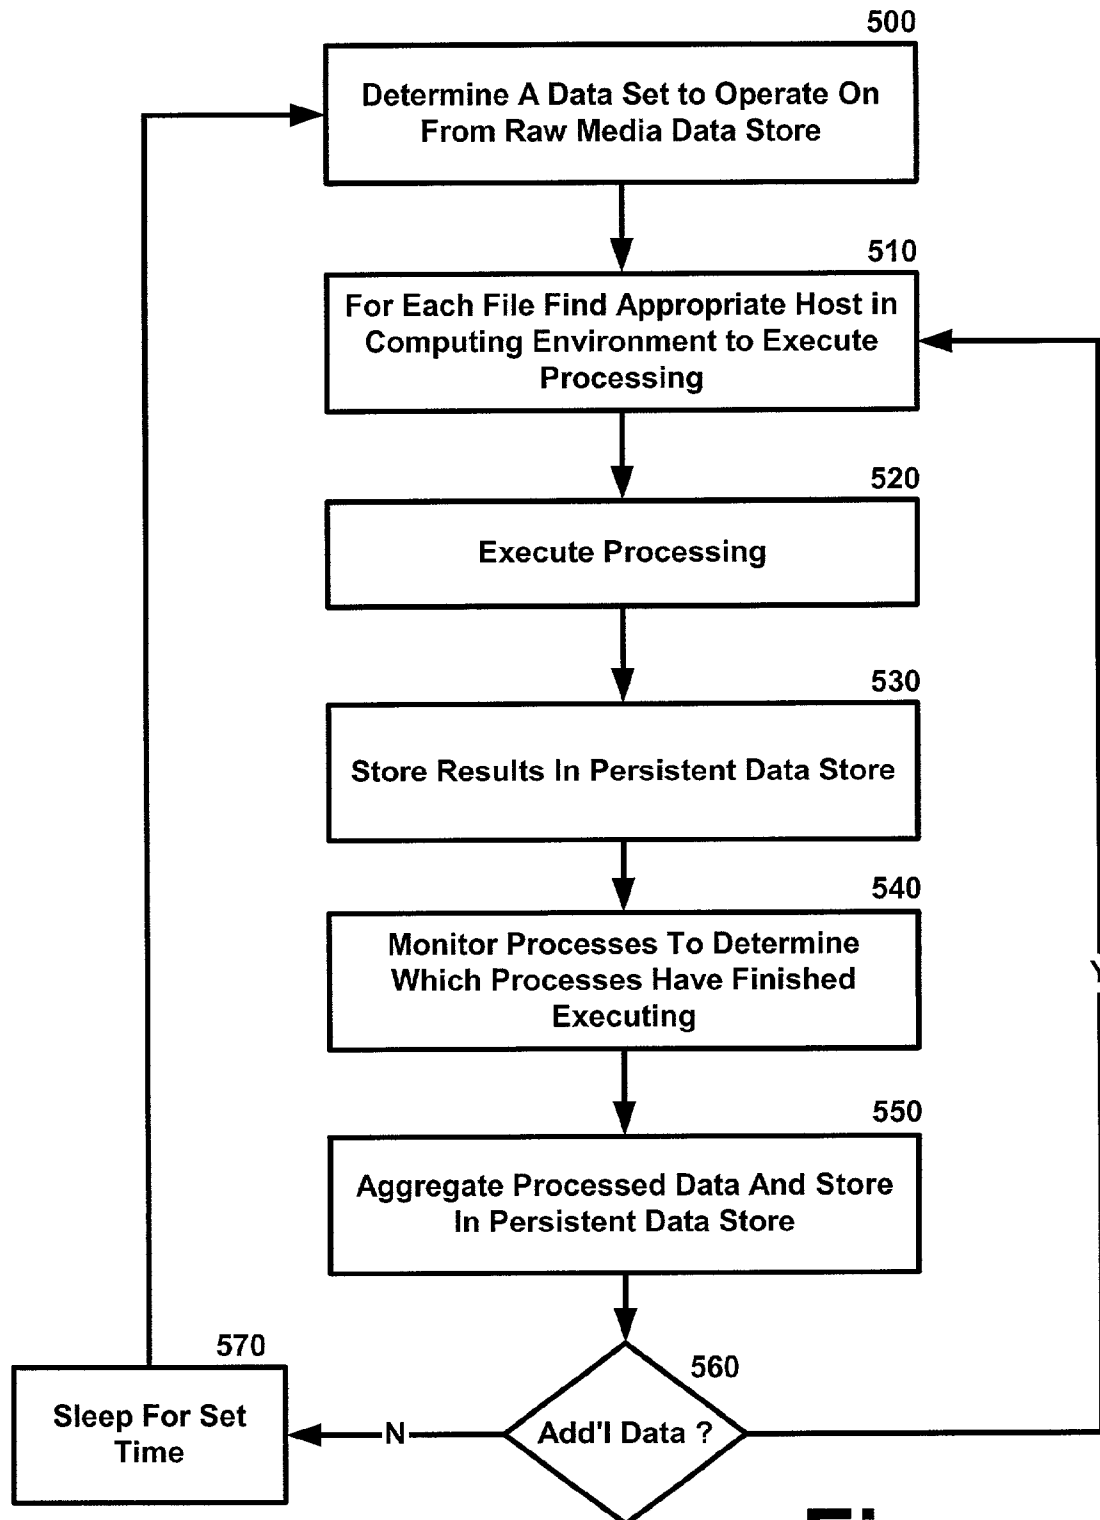 500
Determine A Data Set to Operate On
From Raw Media Data Store
510
For Each File Find Appropriate Host in
Computing Environment to Execute
Processing
520
Execute Processing
530
Store Results In Persistent Data Store
540
Monitor Processes To Determine
Which Processes Have Finished
Executing
Y
550
Aggregate Processed Data And Store
In Persistent Data Store
560
Add'l Data ?
N
570
Sleep For Set
Time